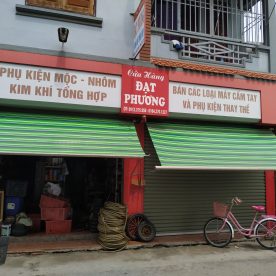 PHỤ KIỆN MỘC - NHÔM
KIM KHÍ TỔNG HỢP
Cửa Hàng
ĐẠT
PHƯƠNG
BÁN CÁC LOẠI MÁY CẦM TAY
VÀ PHỤ KIỆN THAY THẾ